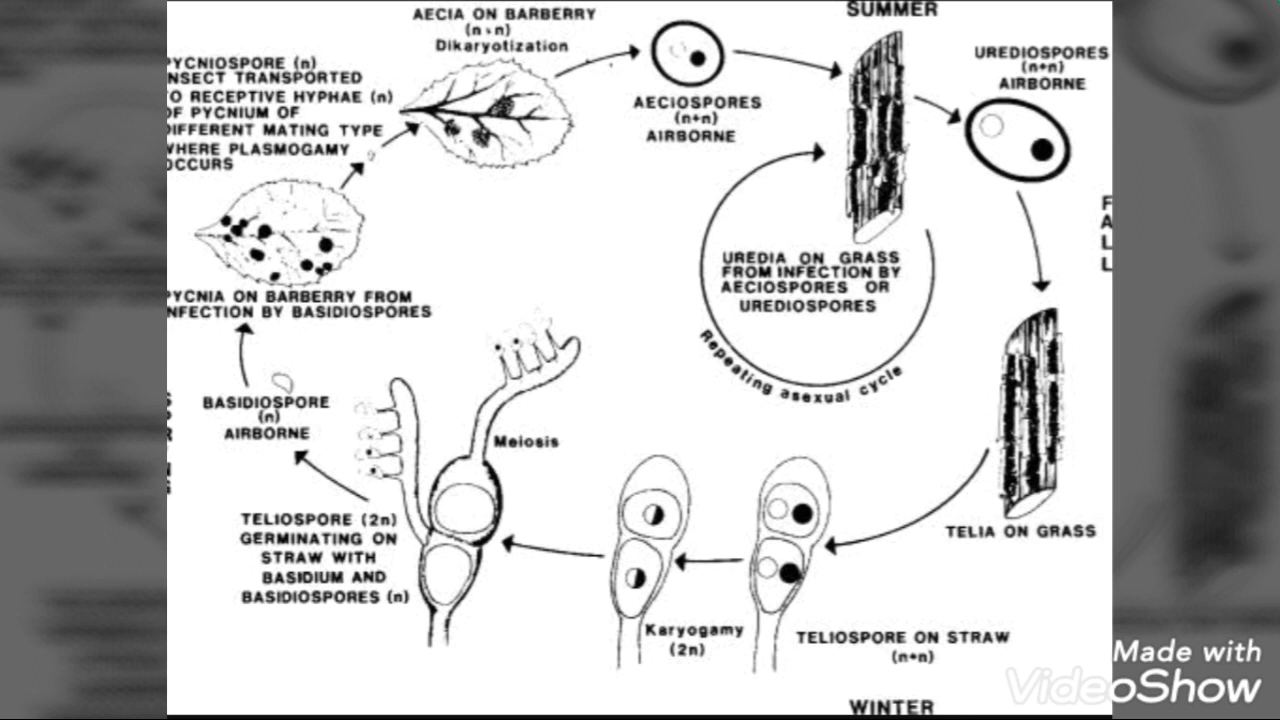 AECIA ON BARBERRY
(n+n)
Dikaryotization
SUMMER
PYCNIOSPORE (n)
INSECT TRANSPORTED
TO RECEPTIVE HYPHAE (n)
OF PYCNIUM OF
DIFFERENT MATING TYPE
WHERE PLASMOGAMY
OCCURS
AECIOSPORES
(n+n)
AIRBORNE
UREDIOSPORES
(n+n)
AIRBORNE
F
A
L
L
UREDIA ON GRASS
FROM INFECTION BY
AECIOSPORES OR
UREDIOSPORES
Repeating asexual cycle
PYCNIA ON BARBERRY FROM
INFECTION BY BASIDIOSPORES
BASIDIOSPORE
(n)
AIRBORNE
Meiosis
TELIA ON GRASS
TELIOSPORE (2n)
GERMINATING ON
STRAW WITH
BASIDIUM AND
BASIDIOSPORES (n)
Karyogamy
(2n)
TELIOSPORE ON STRAW
(n+n)
WINTER
Made with
VideoShow